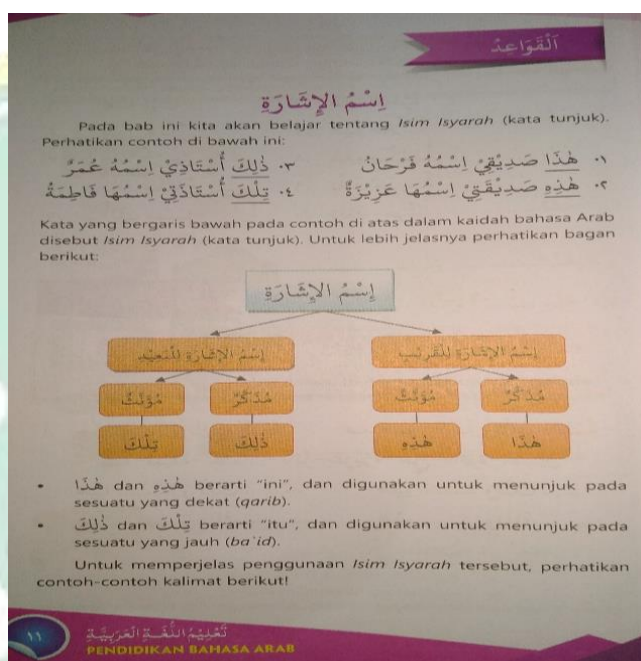 اَلْقَوَاعِدُ
اِسْمُ الإِشَارَةِ
Pada bab ini kita akan belajar tentang Isim Isyarah (kata tunjuk).
Perhatikan contoh di bawah ini:
١. هٰذَا صَدِيْقِيْ اِسْمُهُ فَرْحَانُ ٣. ذٰلِكَ أُسْتَاذِيْ اِسْمُهُ عُمَرُ
٢. هٰذِهِ صَدِيْقَتِيْ اِسْمُهَا عَزِيْزَةٌ ٤. تِلْكَ أُسْتَاذَتِيْ اِسْمُهَا فَاطِمَةُ
Kata yang bergaris bawah pada contoh di atas dalam kaidah bahasa Arab
disebut Isim Isyarah (kata tunjuk). Untuk lebih jelasnya perhatikan bagan
berikut:
إِسْمُ الإِشَارَةِ
إِسْمُ الإِشَارَةِ لِلْقَرِيْبِ إِسْمُ الإِشَارَةِ لِلْبَعِيْدِ
مُذَكَّرٌ مُؤَنَّثٌ مُذَكَّرٌ مُؤَنَّثٌ
هٰذَا هٰذِهِ ذٰلِكَ تِلْكَ
• هٰذَا dan هٰذِهِ berarti "ini", dan digunakan untuk menunjuk pada
sesuatu yang dekat (qarib).
• ذٰلِكَ dan تِلْكَ berarti "itu", dan digunakan untuk menunjuk pada
sesuatu yang jauh (ba`id).
Untuk memperjelas penggunaan Isim Isyarah tersebut, perhatikan
contoh-contoh kalimat berikut!
١١ تَعْلِيْمُ اللُّغَةِ الْعَرَبِيَّةِ
PENDIDIKAN BAHASA ARAB